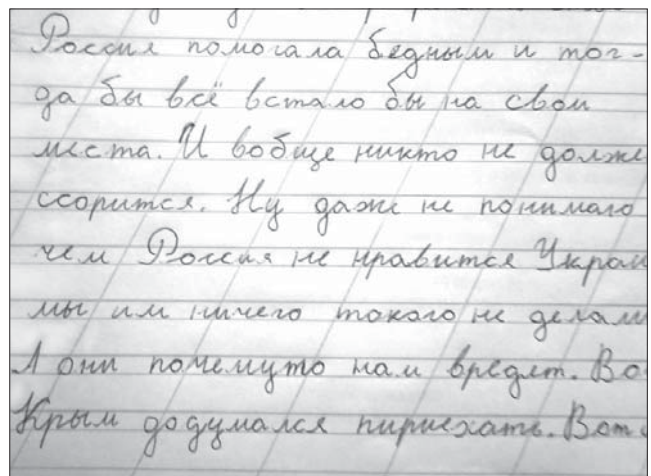 Россия помогала бедным и тог-
да бы всё встало бы на свои
места. И вобще никто не долже
ссорится. Ну даже не понимаю
чем Россия не нравится Украи
мы им ничего такого не делали
А они почемуто нам вредят. Во
Крым додумался пириехать. Вот